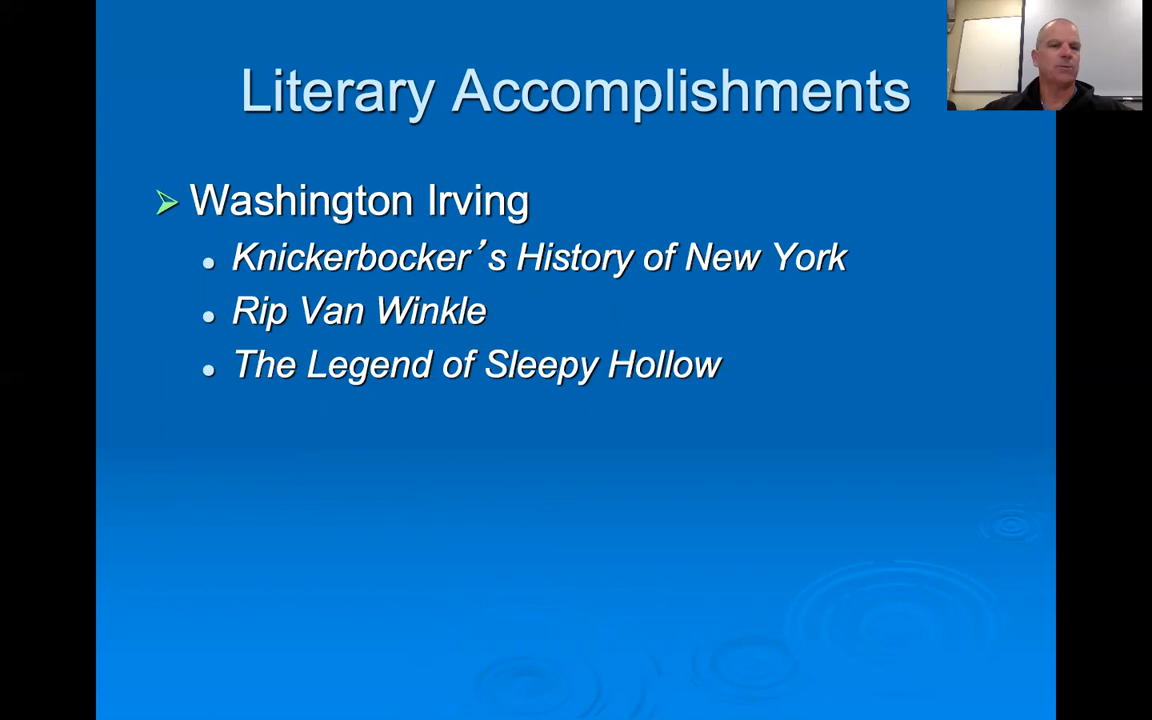 Literary Accomplishments
Washington Irving
Knickerbocker’s History of New York
Rip Van Winkle
The Legend of Sleepy Hollow